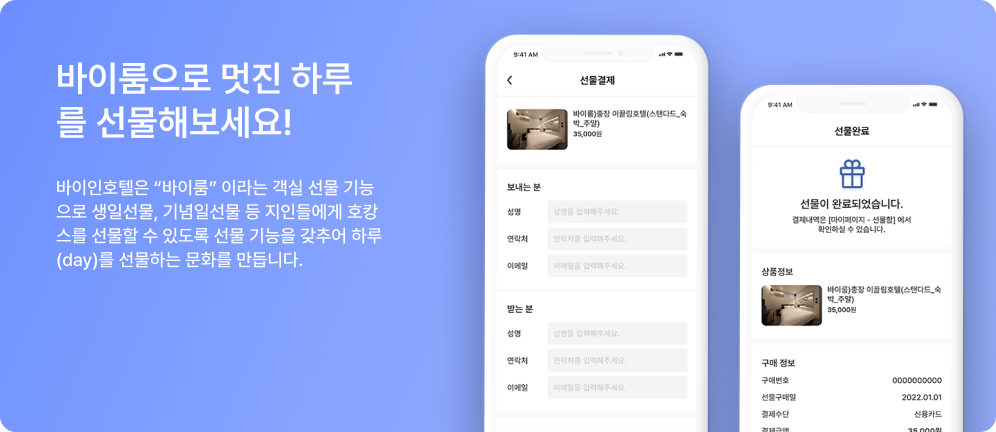 바이룸으로 멋진 하루
를 선물해보세요!
바이인호텔은 “바이룸” 이라는 객실 선물 기능
으로 생일선물, 기념일선물 등 지인들에게 호캉
스를 선물할 수 있도록 선물 기능을 갖추어 하루
(day)를 선물하는 문화를 만듭니다.
9:41 AM
선물결제
바이룸)충장 이끌림호텔(스탠다드_숙
박_주말)
35,000원
보내는 분
성명
성명을 입력해주세요.
연락처
연락처를 입력해주세요.
이메일
이메일을 입력해주세요.
받는 분
성명
성명을 입력해주세요.
연락처
연락처를 입력해주세요.
이메일
이메일을 입력해주세요.
9:41 AM
선물완료
선물이 완료되었습니다.
결제내역은 [마이페이지 - 선물함] 에서
확인하실 수 있습니다.
상품정보
바이룸)충장 이끌림호텔(스탠다드_숙
박_주말)
35,000원
구매 정보
구매번호 0000000000
선물구매일 2022.01.01
결제수단 신용카드
결제금액 35,000원